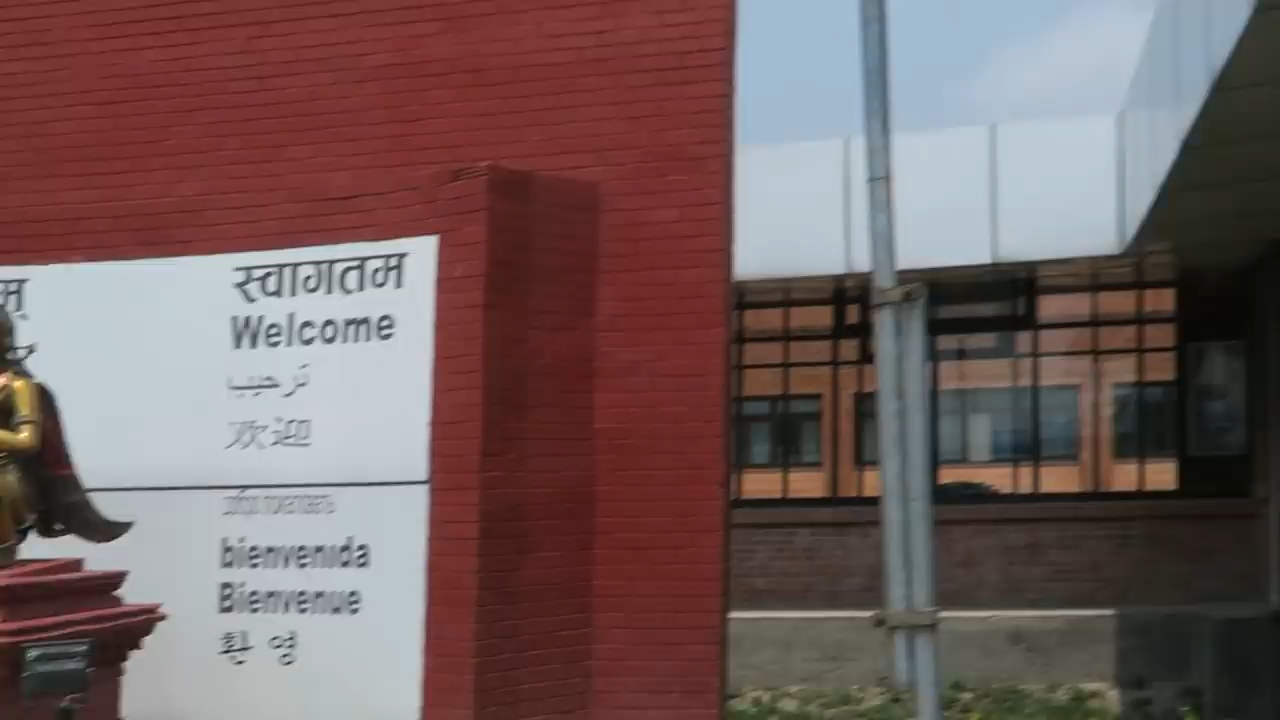 म्
स्वागतम
Welcome
ترحيب
欢迎
bienvenida
Bienvenue
환 영